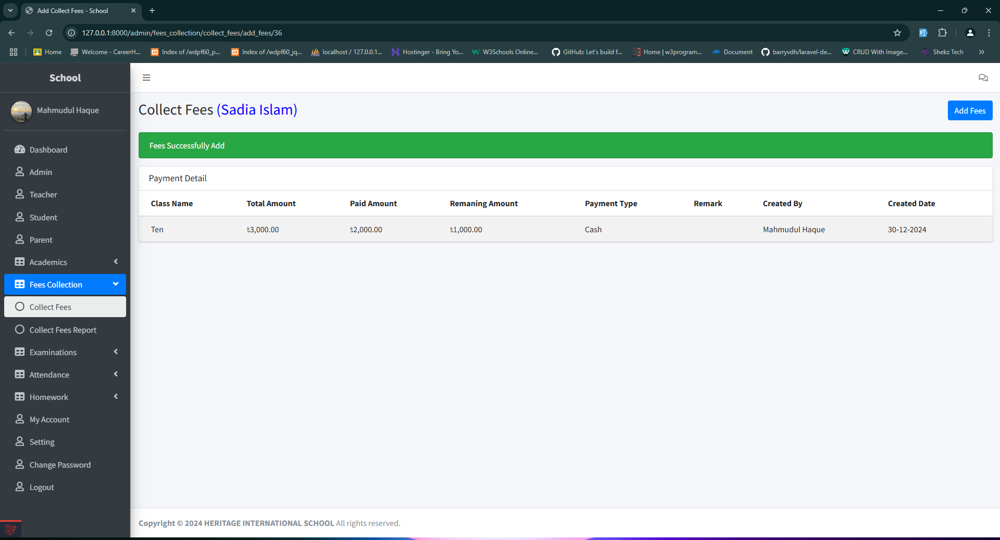 Add Collect Fees - School
127.0.0.1:8000/admin/fees_collection/collect_fees/add_fees/36
Home
Welcome - CareerH...
Index of /wdpf60_p...
Index of /wdpf60_jq...
localhost / 127.0.0.1...
Hostinger - Bring Yo...
W3Schools Online...
GitHub: Let's build f...
Home | w3program...
Document
barryvdh/laravel-de...
CRUD With Image...
Shekz Tech
School
Mahmudul Haque
Dashboard
Admin
Teacher
Student
Parent
Academics
Fees Collection
Collect Fees
Collect Fees Report
Examinations
Attendance
Homework
My Account
Setting
Change Password
Logout
Collect Fees (Sadia Islam)
Add Fees
Fees Successfully Add
Payment Detail
Class Name Total Amount Paid Amount Remaning Amount Payment Type Remark Created By Created Date
Ten ৳3,000.00 ৳2,000.00 ৳1,000.00 Cash Mahmudul Haque 30-12-2024
Copyright © 2024 HERITAGE INTERNATIONAL SCHOOL All rights reserved.